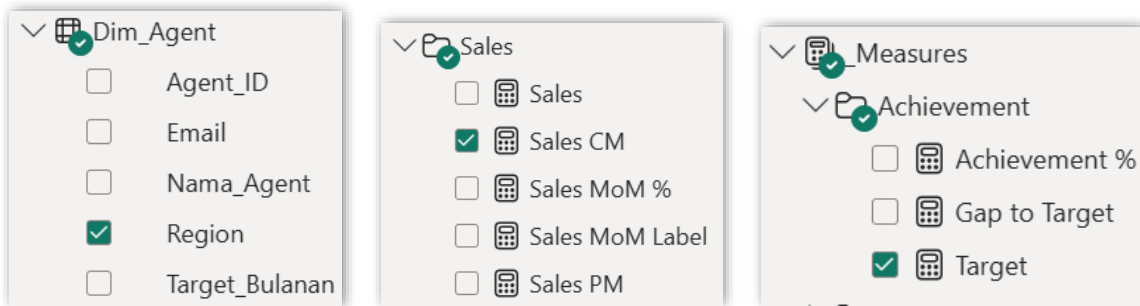 Dim_Agent
Agent_ID
Email
Nama_Agent
Region
Target_Bulanan
Sales
Sales
Sales CM
Sales MoM %
Sales MoM Label
Sales PM
_Measures
Achievement
Achievement %
Gap to Target
Target